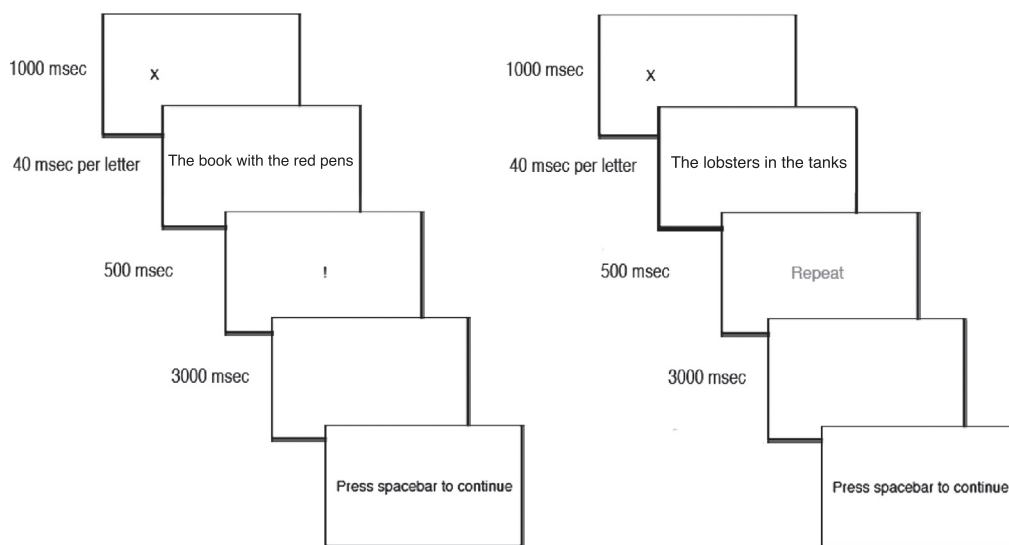 1000 msec
X
40 msec per letter
The book with the red pens
500 msec
!
3000 msec
Press spacebar to continue
1000 msec
X
40 msec per letter
The lobsters in the tanks
500 msec
Repeat
3000 msec
Press spacebar to continue